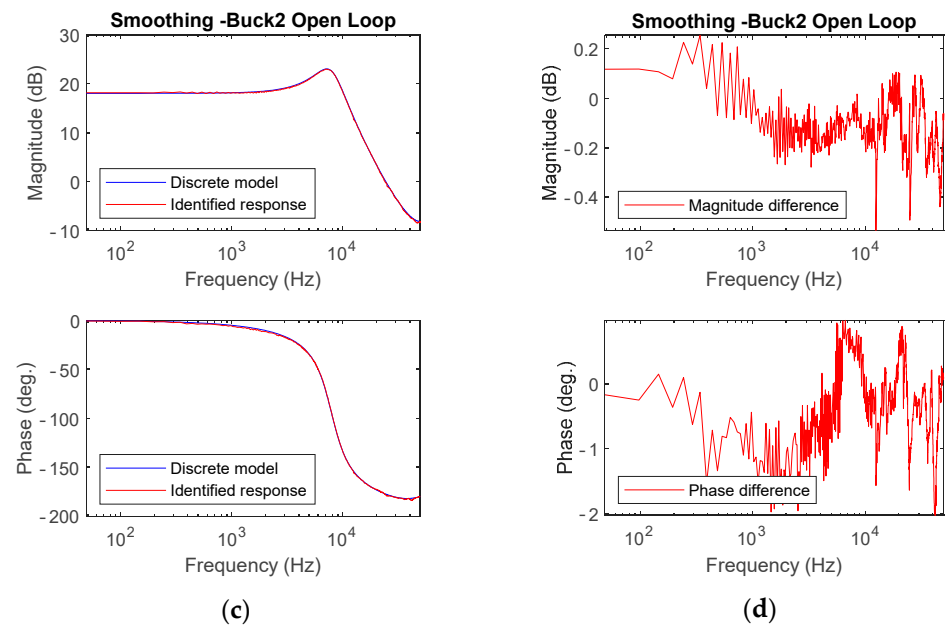 Smoothing -Buck2 Open Loop
30
20
10
0
-10
Magnitude (dB)
Discrete model
Identified response
10^2
10^3
10^4
Frequency (Hz)
Smoothing -Buck2 Open Loop
0.2
0
-0.2
-0.4
Magnitude (dB)
Magnitude difference
10^2
10^3
10^4
Frequency (Hz)
0
-50
-100
-150
-200
Phase (deg.)
Discrete model
Identified response
10^2
10^3
10^4
Frequency (Hz)
0
-1
-2
Phase (deg.)
Phase difference
10^2
10^3
10^4
Frequency (Hz)
(c)
(d)